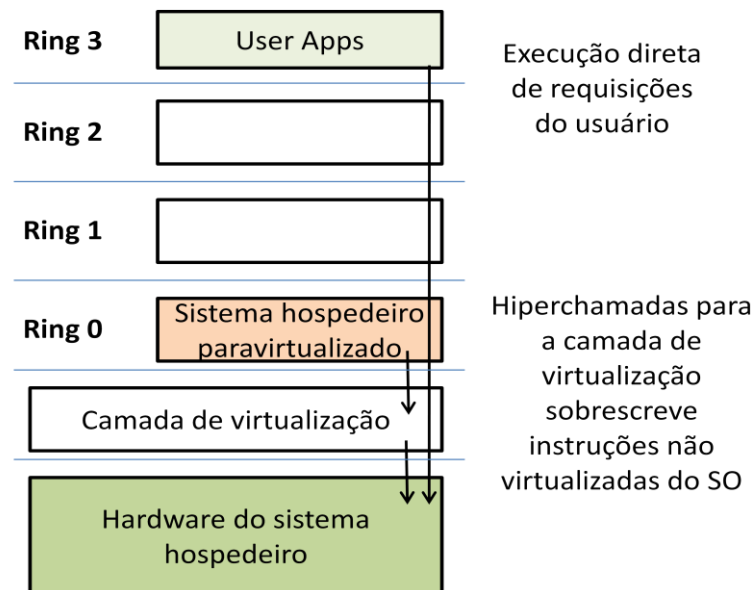 Ring 3
User Apps
Execução direta
de requisições
do usuário
Ring 2
Ring 1
Ring 0
Sistema hospedeiro
paravirtualizado
Hiperchamadas para
a camada de
virtualização
sobrescreve
instruções não
virtualizadas do SO
Camada de virtualização
Hardware do sistema
hospedeiro